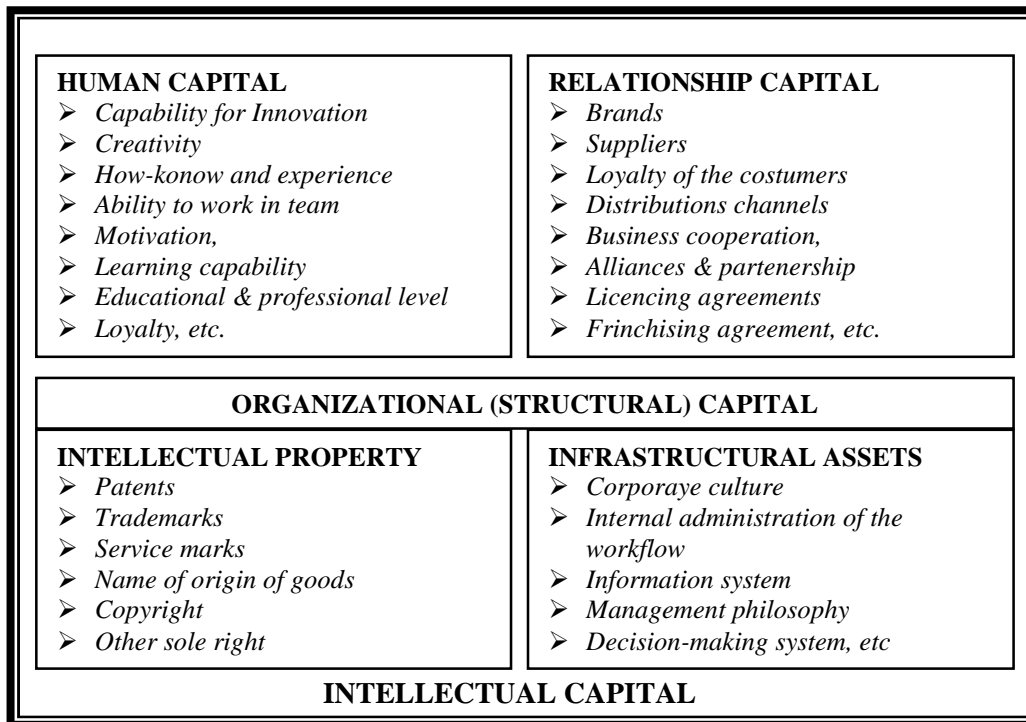 HUMAN CAPITAL
➢ Capability for Innovation
➢ Creativity
➢ How-konow and experience
➢ Ability to work in team
➢ Motivation,
➢ Learning capability
➢ Educational & professional level
➢ Loyalty, etc.
RELATIONSHIP CAPITAL
➢ Brands
➢ Suppliers
➢ Loyalty of the costumers
➢ Distributions channels
➢ Business cooperation,
➢ Alliances & partenership
➢ Licencing agreements
➢ Frinchising agreement, etc.
ORGANIZATIONAL (STRUCTURAL) CAPITAL
INTELLECTUAL PROPERTY
➢ Patents
➢ Trademarks
➢ Service marks
➢ Name of origin of goods
➢ Copyright
➢ Other sole right
INFRASTRUCTURAL ASSETS
➢ Corporaye culture
➢ Internal administration of the
workflow
➢ Information system
➢ Management philosophy
➢ Decision-making system, etc
INTELLECTUAL CAPITAL